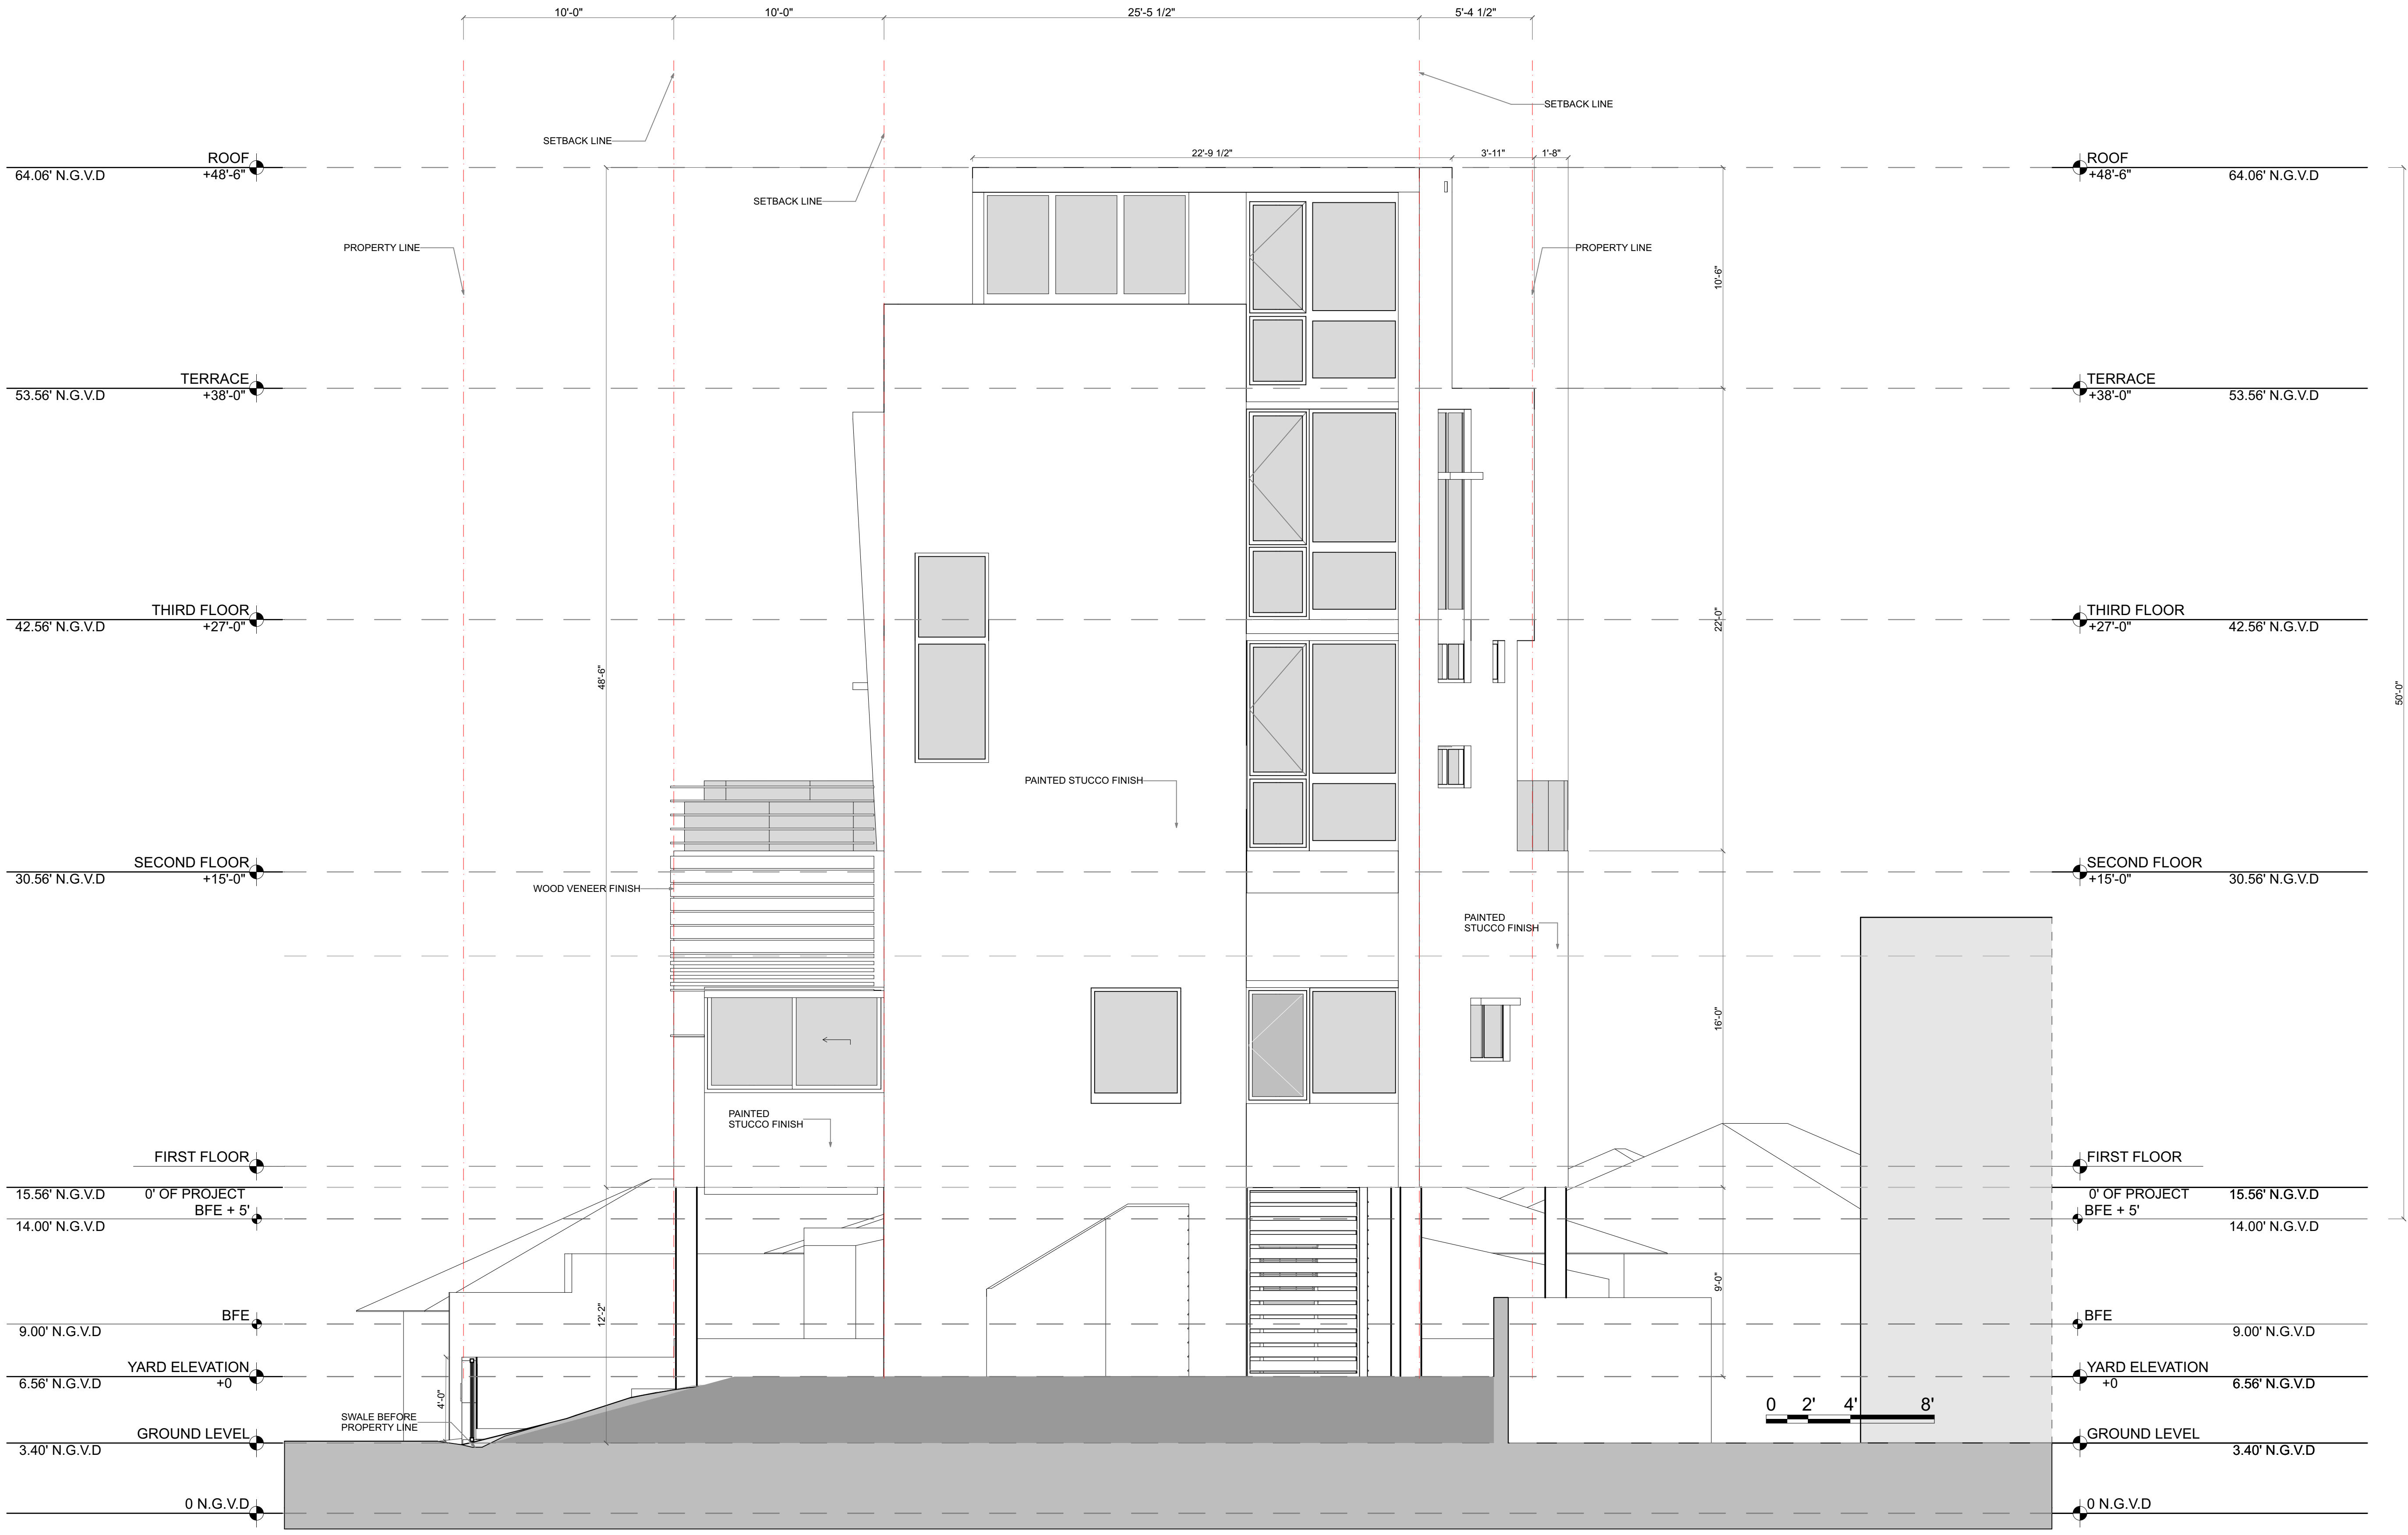 10'-0"
10'-0"
25'-5 1/2"
5'-4 1/2"
SETBACK LINE
SETBACK LINE
SETBACK LINE
22'-9 1/2"
3'-11"
1'-8"
PROPERTY LINE
PROPERTY LINE
ROOF
64.06' N.G.V.D
+48'-6"
ROOF
+48'-6"
64.06' N.G.V.D
10'-6"
TERRACE
53.56' N.G.V.D
+38'-0"
TERRACE
+38'-0"
53.56' N.G.V.D
THIRD FLOOR
42.56' N.G.V.D
+27'-0"
22'-0"
THIRD FLOOR
+27'-0"
42.56' N.G.V.D
48'-6"
50'-0"
PAINTED STUCCO FINISH
SECOND FLOOR
30.56' N.G.V.D
+15'-0"
WOOD VENEER FINISH
SECOND FLOOR
+15'-0"
30.56' N.G.V.D
PAINTED
STUCCO FINISH
16'-0"
PAINTED
STUCCO FINISH
FIRST FLOOR
15.56' N.G.V.D
0' OF PROJECT
BFE + 5'
14.00' N.G.V.D
FIRST FLOOR
0' OF PROJECT
15.56' N.G.V.D
BFE + 5'
14.00' N.G.V.D
12'-2"
9'-0"
BFE
9.00' N.G.V.D
BFE
9.00' N.G.V.D
YARD ELEVATION
6.56' N.G.V.D
+0
4'-0"
YARD ELEVATION
+0
6.56' N.G.V.D
0 2' 4' 8'
SWALE BEFORE
PROPERTY LINE
GROUND LEVEL
3.40' N.G.V.D
GROUND LEVEL
3.40' N.G.V.D
0 N.G.V.D
0 N.G.V.D